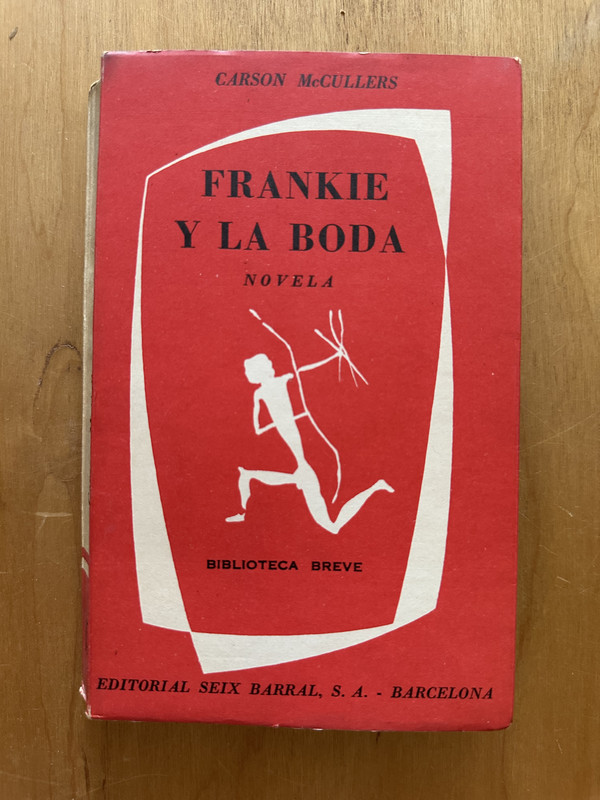 CARSON McCULLERS
FRANKIE
Y LA BODA
NOVELA
BIBLIOTECA BREVE
EDITORIAL SEIX BARRAL, S. A. - BARCELONA